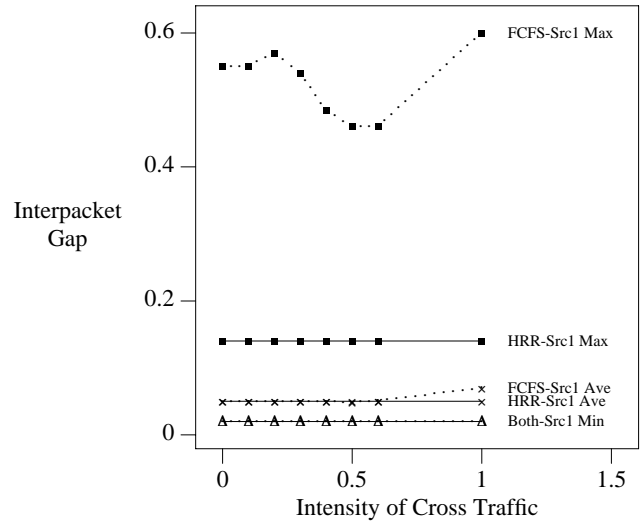 0.6
FCFS-Src1 Max
0.4
Interpacket
Gap
0.2
HRR-Src1 Max
FCFS-Src1 Ave
HRR-Src1 Ave
Both-Src1 Min
0
0 0.5 1 1.5
Intensity of Cross Traffic